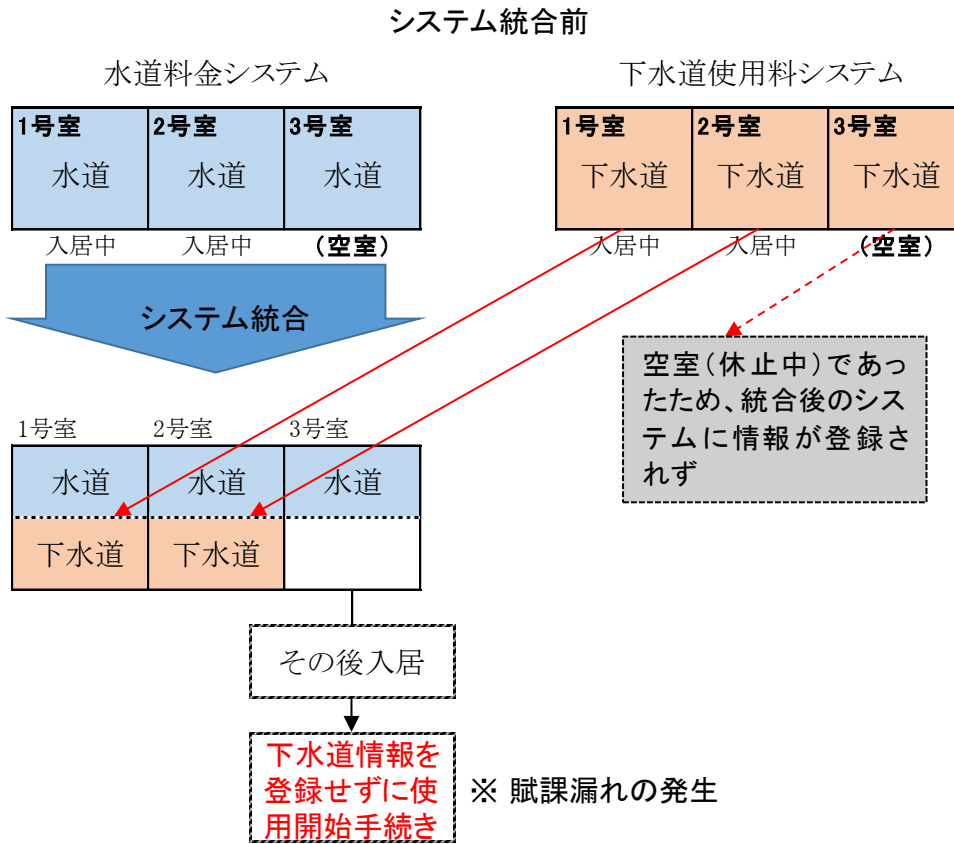 システム統合前
水道料金システム
下水道使用料システム
1号室 2号室 3号室
水道 水道 水道
入居中 入居中 (空室)
1号室 2号室 3号室
下水道 下水道 下水道
入居中 入居中 (空室)
システム統合
空室(休止中)であっ
たため、統合後のシス
テムに情報が登録さ
れず
1号室 2号室 3号室
水道 水道 水道
下水道 下水道
その後入居
下水道情報を
登録せずに使
用開始手続き
※ 賦課漏れの発生